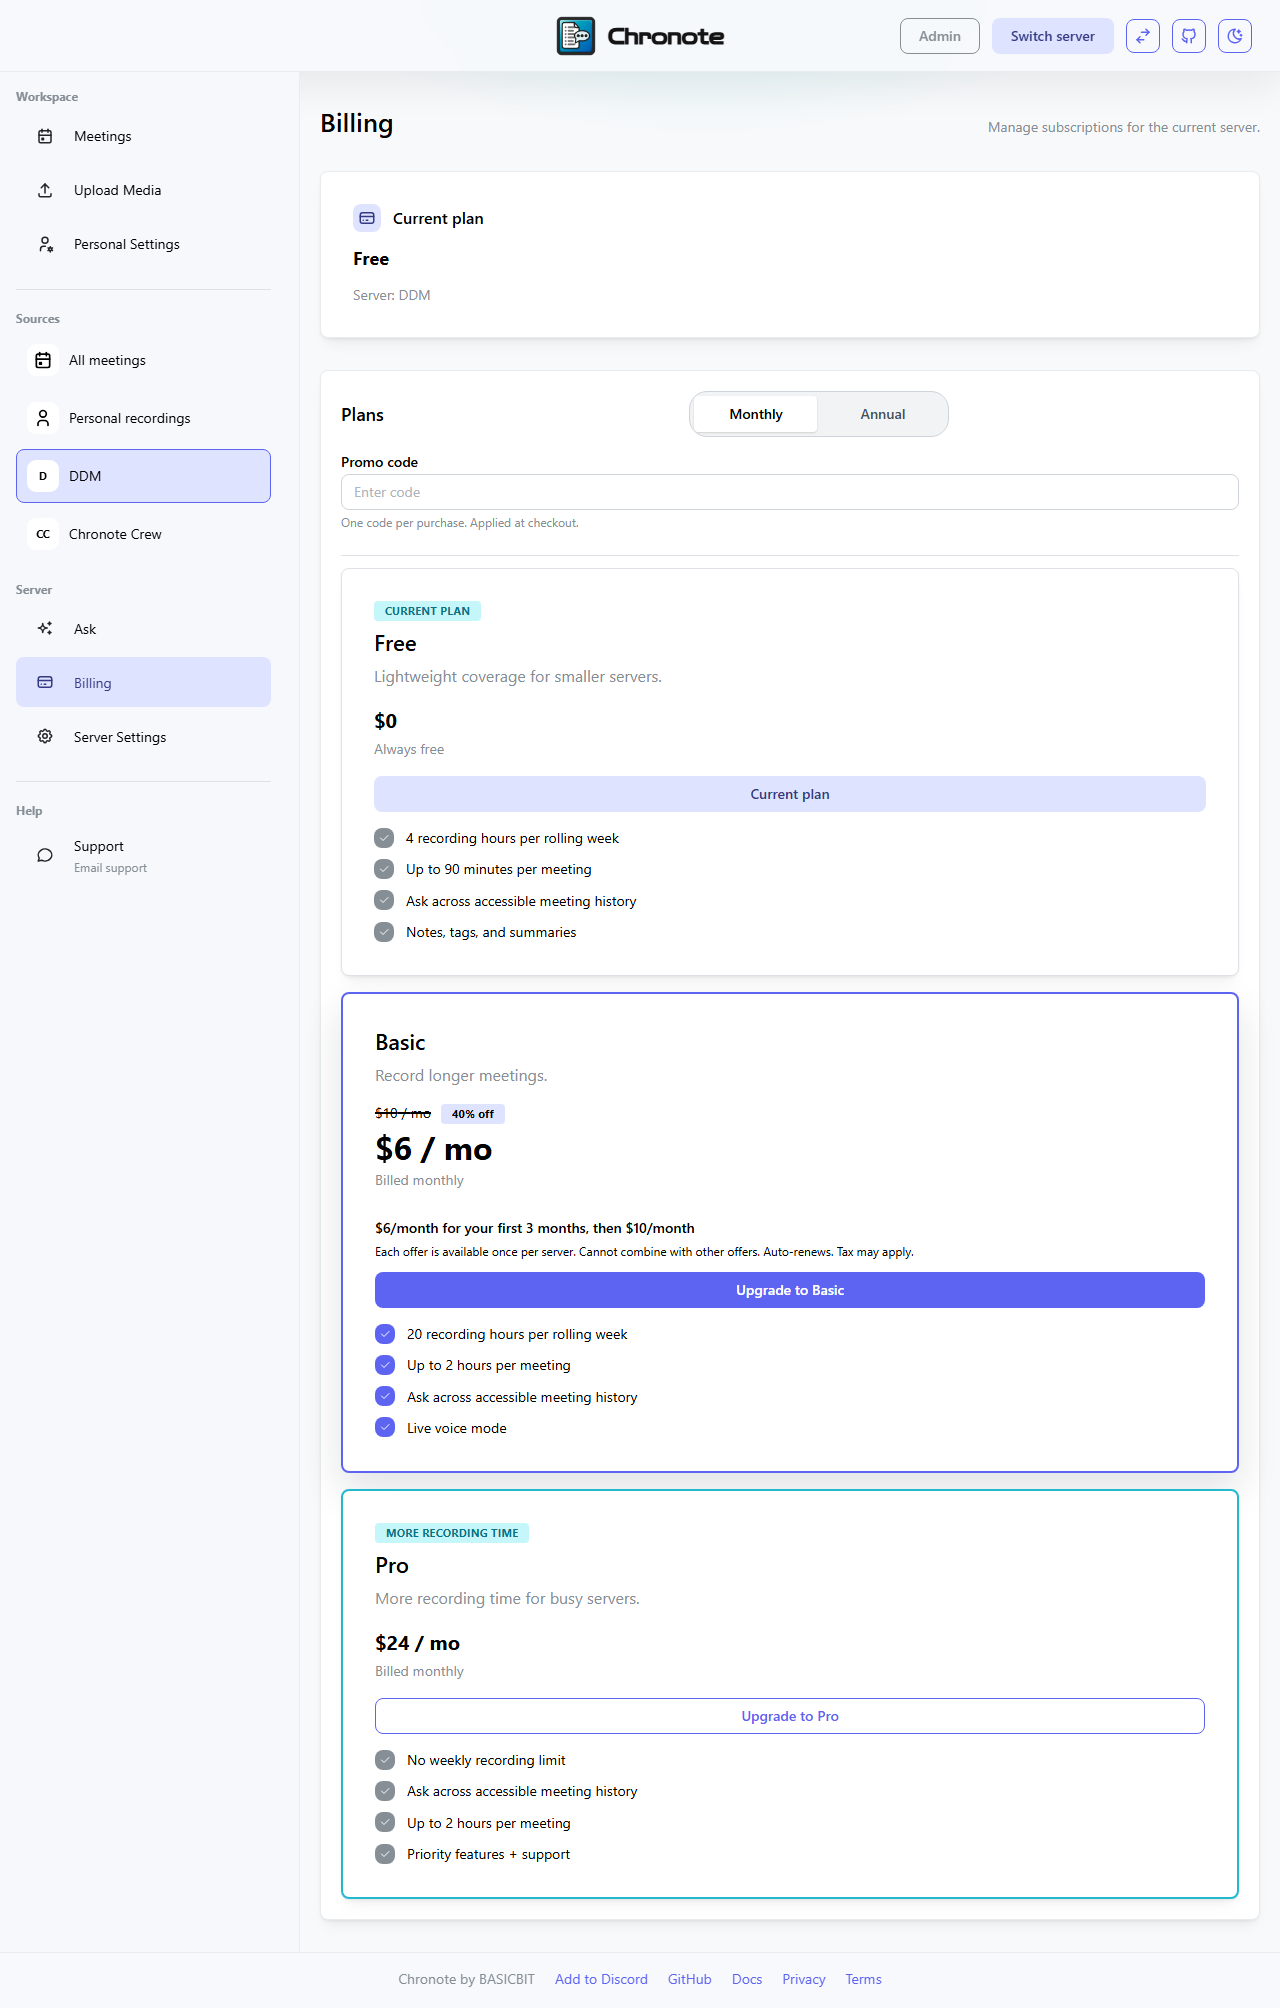 Chronote
Admin
Switch server
Workspace
Meetings
Upload Media
Personal Settings
Sources
All meetings
Personal recordings
D
DDM
CC
Chronote Crew
Server
Ask
Billing
Server Settings
Help
Support
Email support
Billing
Manage subscriptions for the current server.
Current plan
Free
Server: DDM
Plans
Monthly
Annual
Promo code
Enter code
One code per purchase. Applied at checkout.
CURRENT PLAN
Free
Lightweight coverage for smaller servers.
$0
Always free
Current plan
4 recording hours per rolling week
Up to 90 minutes per meeting
Ask across accessible meeting history
Notes, tags, and summaries
Basic
Record longer meetings.
$10 / mo
40% off
$6 / mo
Billed monthly
$6/month for your first 3 months, then $10/month
Each offer is available once per server. Cannot combine with other offers. Auto-renews. Tax may apply.
Upgrade to Basic
20 recording hours per rolling week
Up to 2 hours per meeting
Ask across accessible meeting history
Live voice mode
MORE RECORDING TIME
Pro
More recording time for busy servers.
$24 / mo
Billed monthly
Upgrade to Pro
No weekly recording limit
Ask across accessible meeting history
Up to 2 hours per meeting
Priority features + support
Chronote by BASICBIT
Add to Discord
GitHub
Docs
Privacy
Terms